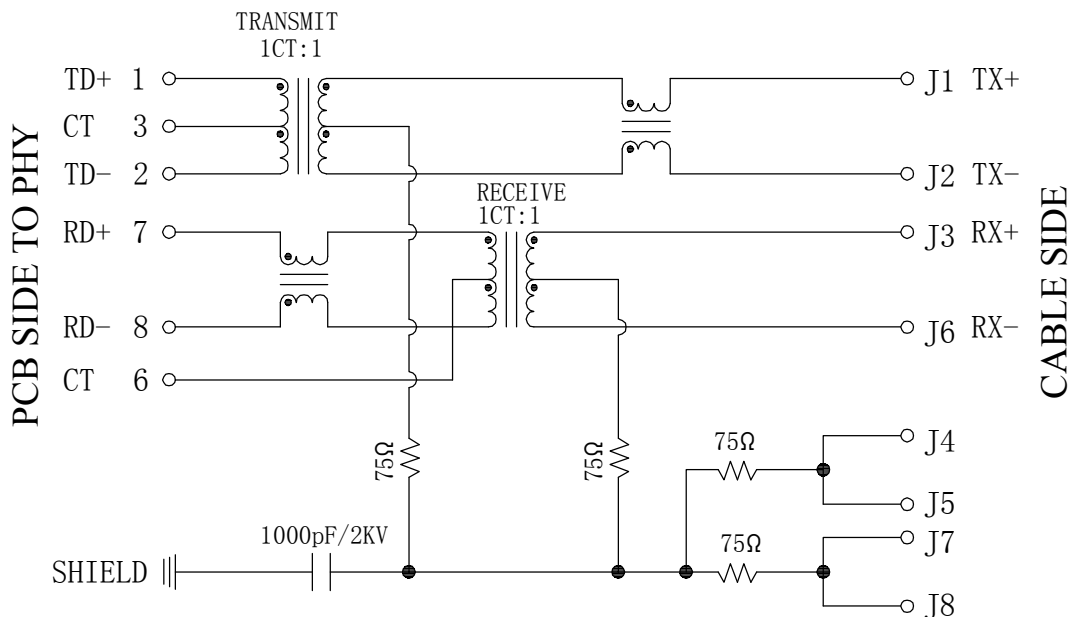 TRANSMIT
1CT:1
TD+ 1
J1 TX+
CT 3
TD- 2
J2 TX-
RECEIVE
1CT:1
RD+ 7
J3 RX+
RD- 8
J6 RX-
CT 6
PCB SIDE TO PHY
CABLE SIDE
75Ω
75Ω
75Ω
J4
J5
1000pF/2KV
75Ω
J7
SHIELD
J8